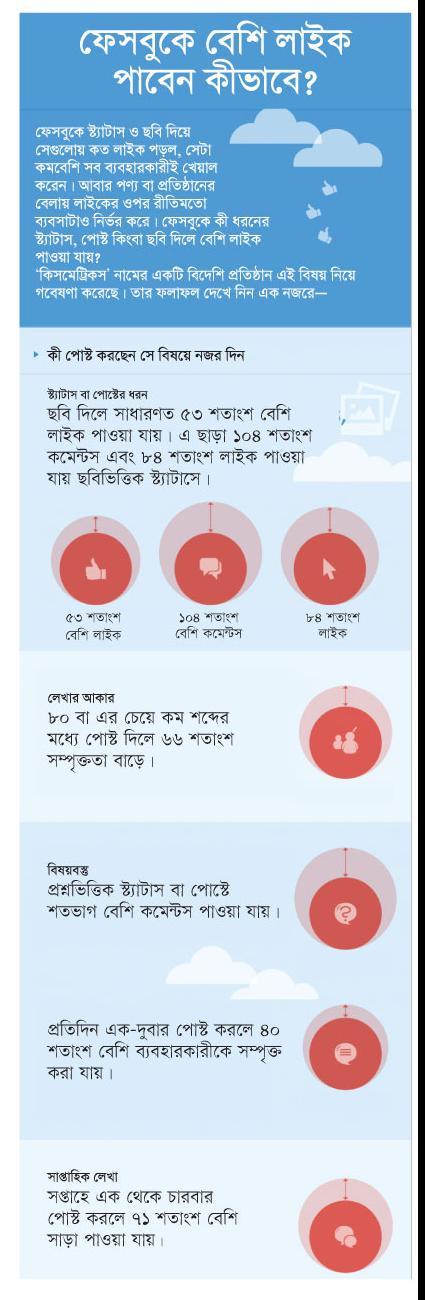 ফেসবুকে বেশি লাইক
পাবেন কীভাবে?
ফেসবুকে স্ট্যাটাস ও ছবি দিয়ে
সেগুলোয় কত লাইক পড়ল, সেটা
কমবেশি সব ব্যবহারকারীই খেয়াল
করেন। আবার পণ্য বা প্রতিষ্ঠানের
বেলায় লাইকের ওপর রীতিমতো
ব্যবসাটাও নির্ভর করে। ফেসবুকে কী ধরনের
স্ট্যাটাস, পোস্ট কিংবা ছবি দিলে বেশি লাইক
পাওয়া যায়?
‘কিসমেট্রিকস’ নামের একটি বিদেশি প্রতিষ্ঠান এই বিষয় নিয়ে
গবেষণা করেছে। তার ফলাফল দেখে নিন এক নজরে—
কী পোস্ট করছেন সে বিষয়ে নজর দিন
স্ট্যাটাস বা পোস্টের ধরন
ছবি দিলে সাধারণত ৫৩ শতাংশ বেশি
লাইক পাওয়া যায়। এ ছাড়া ১০৪ শতাংশ
কমেন্টস এবং ৮৪ শতাংশ লাইক পাওয়া
যায় ছবিভিত্তিক স্ট্যাটাসে।
৫৩ শতাংশ
বেশি লাইক
১০৪ শতাংশ
বেশি কমেন্টস
৮৪ শতাংশ
লাইক
লেখার আকার
৮০ বা এর চেয়ে কম শব্দের
মধ্যে পোস্ট দিলে ৬৬ শতাংশ
সম্পৃক্ততা বাড়ে।
বিষয়বস্তু
প্রশ্নভিত্তিক স্ট্যাটাস বা পোস্টে
শতভাগ বেশি কমেন্টস পাওয়া যায়।
প্রতিদিন এক-দুবার পোস্ট করলে ৪০
শতাংশ বেশি ব্যবহারকারীকে সম্পৃক্ত
করা যায়।
সাপ্তাহিক লেখা
সপ্তাহে এক থেকে চারবার
পোস্ট করলে ৭১ শতাংশ বেশি
সাড়া পাওয়া যায়।